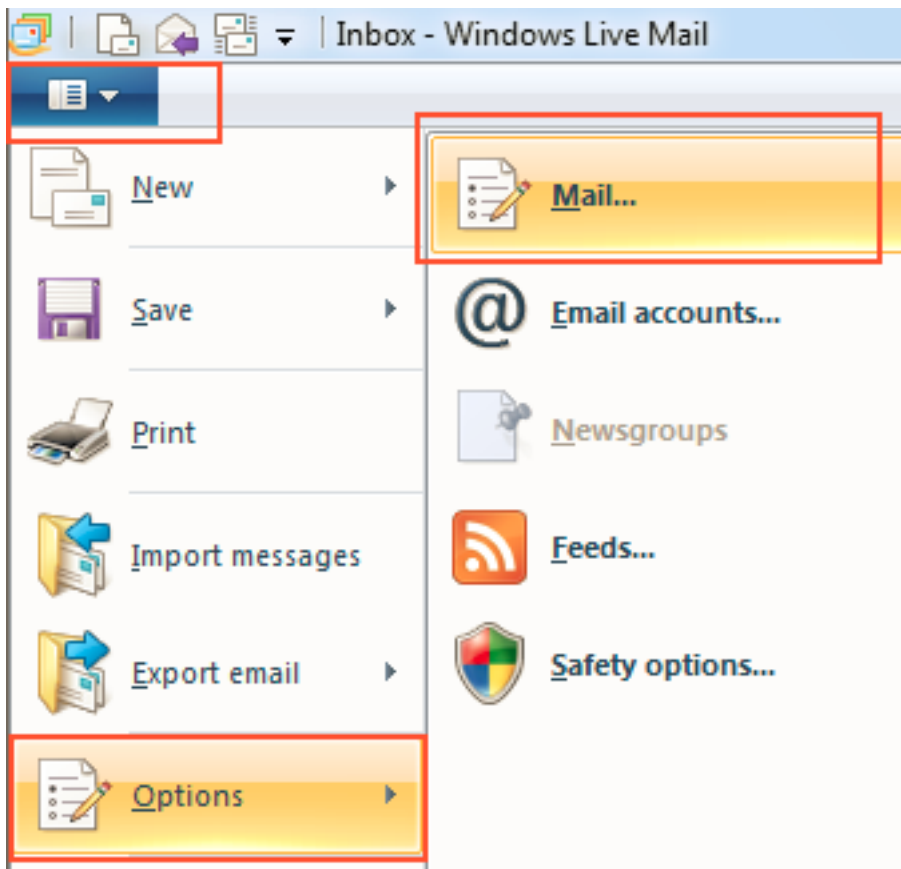 Inbox - Windows Live Mail
New
Save
Print
Import messages
Export email
Options
Mail...
Email accounts...
Newsgroups
Feeds...
Safety options...